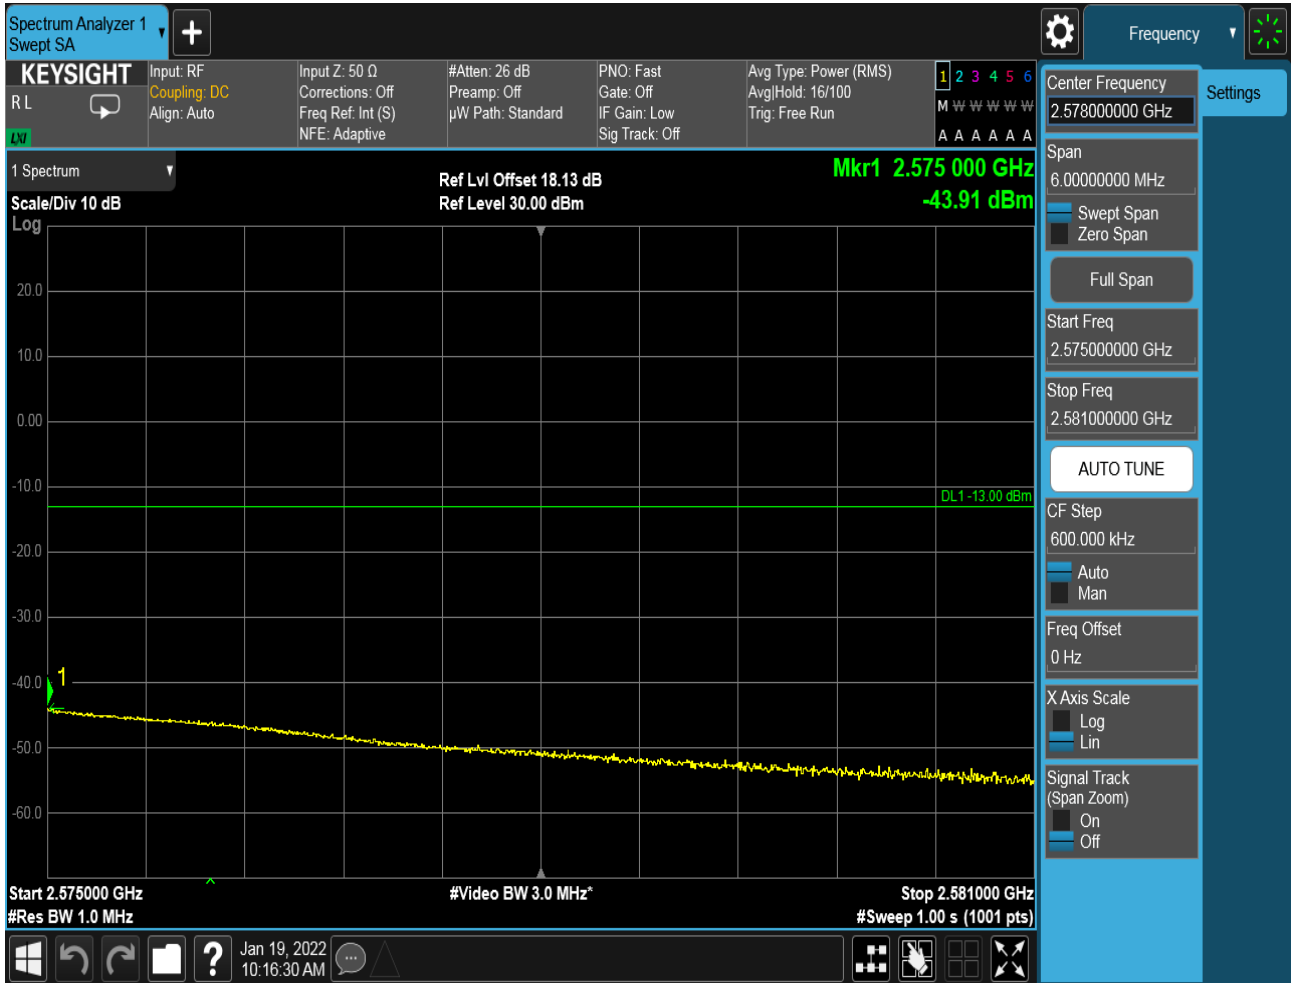 Spectrum Analyzer 1
Swept SA
Frequency
KEYSIGHT
R L
LXI
Input: RF
Coupling: DC
Align: Auto
Input Z: 50 Ω
Corrections: Off
Freq Ref: Int (S)
NFE: Adaptive
#Atten: 26 dB
Preamp: Off
µW Path: Standard
PNO: Fast
Gate: Off
IF Gain: Low
Sig Track: Off
Avg Type: Power (RMS)
Avg|Hold: 16/100
Trig: Free Run
1 2 3 4 5 6
M W W W W W
A A A A A A
1 Spectrum
Scale/Div 10 dB
Log
Ref Lvl Offset 18.13 dB
Ref Level 30.00 dBm
Mkr1 2.575 000 GHz
-43.91 dBm
20.0
10.0
0.00
-10.0
DL1 -13.00 dBm
-20.0
-30.0
-40.0
1
-50.0
-60.0
Start 2.575000 GHz
#Res BW 1.0 MHz
#Video BW 3.0 MHz*
Stop 2.581000 GHz
#Sweep 1.00 s (1001 pts)
Jan 19, 2022
10:16:30 AM
Center Frequency
2.578000000 GHz
Settings
Span
6.00000000 MHz
Swept Span
Zero Span
Full Span
Start Freq
2.575000000 GHz
Stop Freq
2.581000000 GHz
AUTO TUNE
CF Step
600.000 kHz
Auto
Man
Freq Offset
0 Hz
X Axis Scale
Log
Lin
Signal Track
(Span Zoom)
On
Off